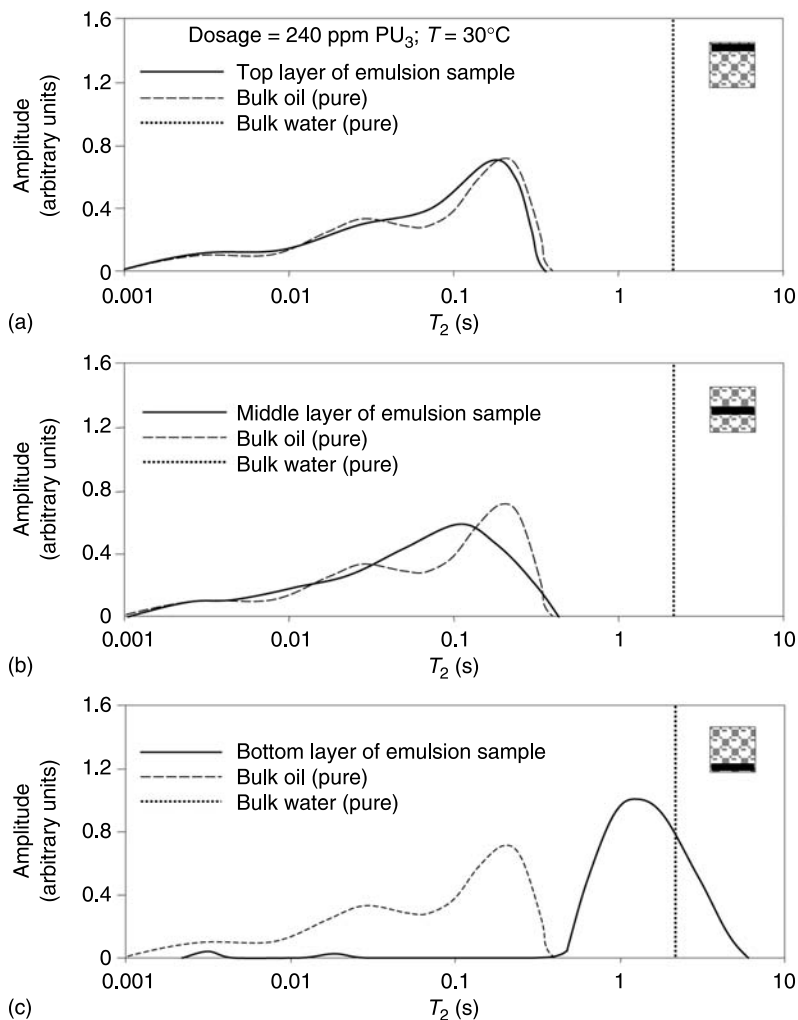 Dosage = 240 ppm PU₃; T = 30°C
Top layer of emulsion sample
Bulk oil (pure)
Bulk water (pure)
Amplitude
(arbitrary units)
1.6
1.2
0.8
0.4
0
0.001
0.01
0.1
1
10
T₂ (s)
(a)
Middle layer of emulsion sample
Bulk oil (pure)
Bulk water (pure)
Amplitude
(arbitrary units)
1.6
1.2
0.8
0.4
0
0.001
0.01
0.1
1
10
T₂ (s)
(b)
Bottom layer of emulsion sample
Bulk oil (pure)
Bulk water (pure)
Amplitude
(arbitrary units)
1.6
1.2
0.8
0.4
0
0.001
0.01
0.1
1
10
T₂ (s)
(c)